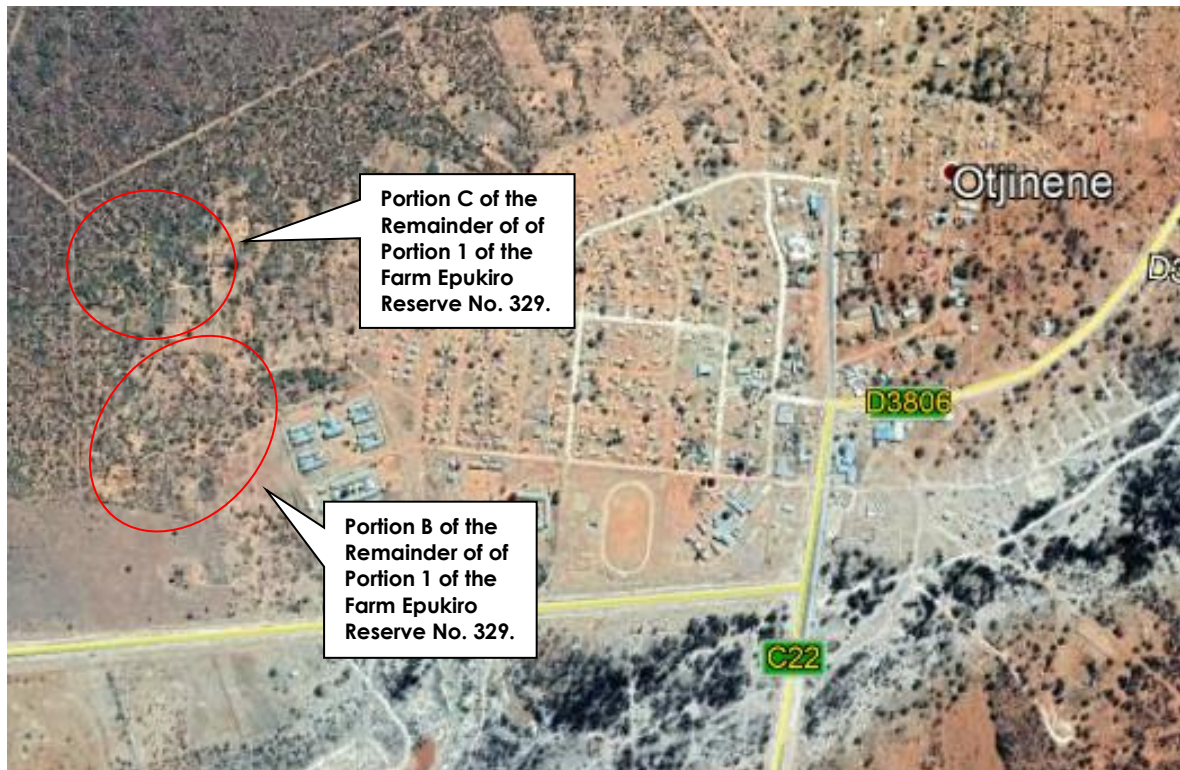 Portion C of the
Remainder of of
Portion 1 of the
Farm Epukiro
Reserve No. 329.
Otjinene
D3
D3806
Portion B of the
Remainder of of
Portion 1 of the
Farm Epukiro
Reserve No. 329.
C22